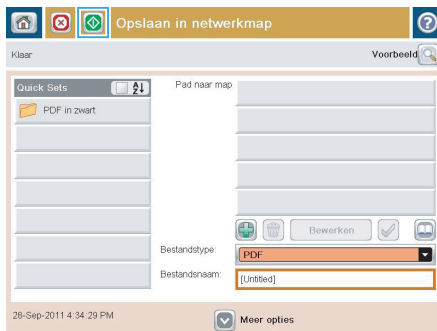 Opslaan in netwerkmap
Klaar
Voorbeeld
Quick Sets
A Z
Pad naar map
PDF in zwart
Bewerken
Bestandstype:
PDF
Bestandsnaam:
[Untitled]
28-Sep-2011 4:34:29 PM
Meer opties